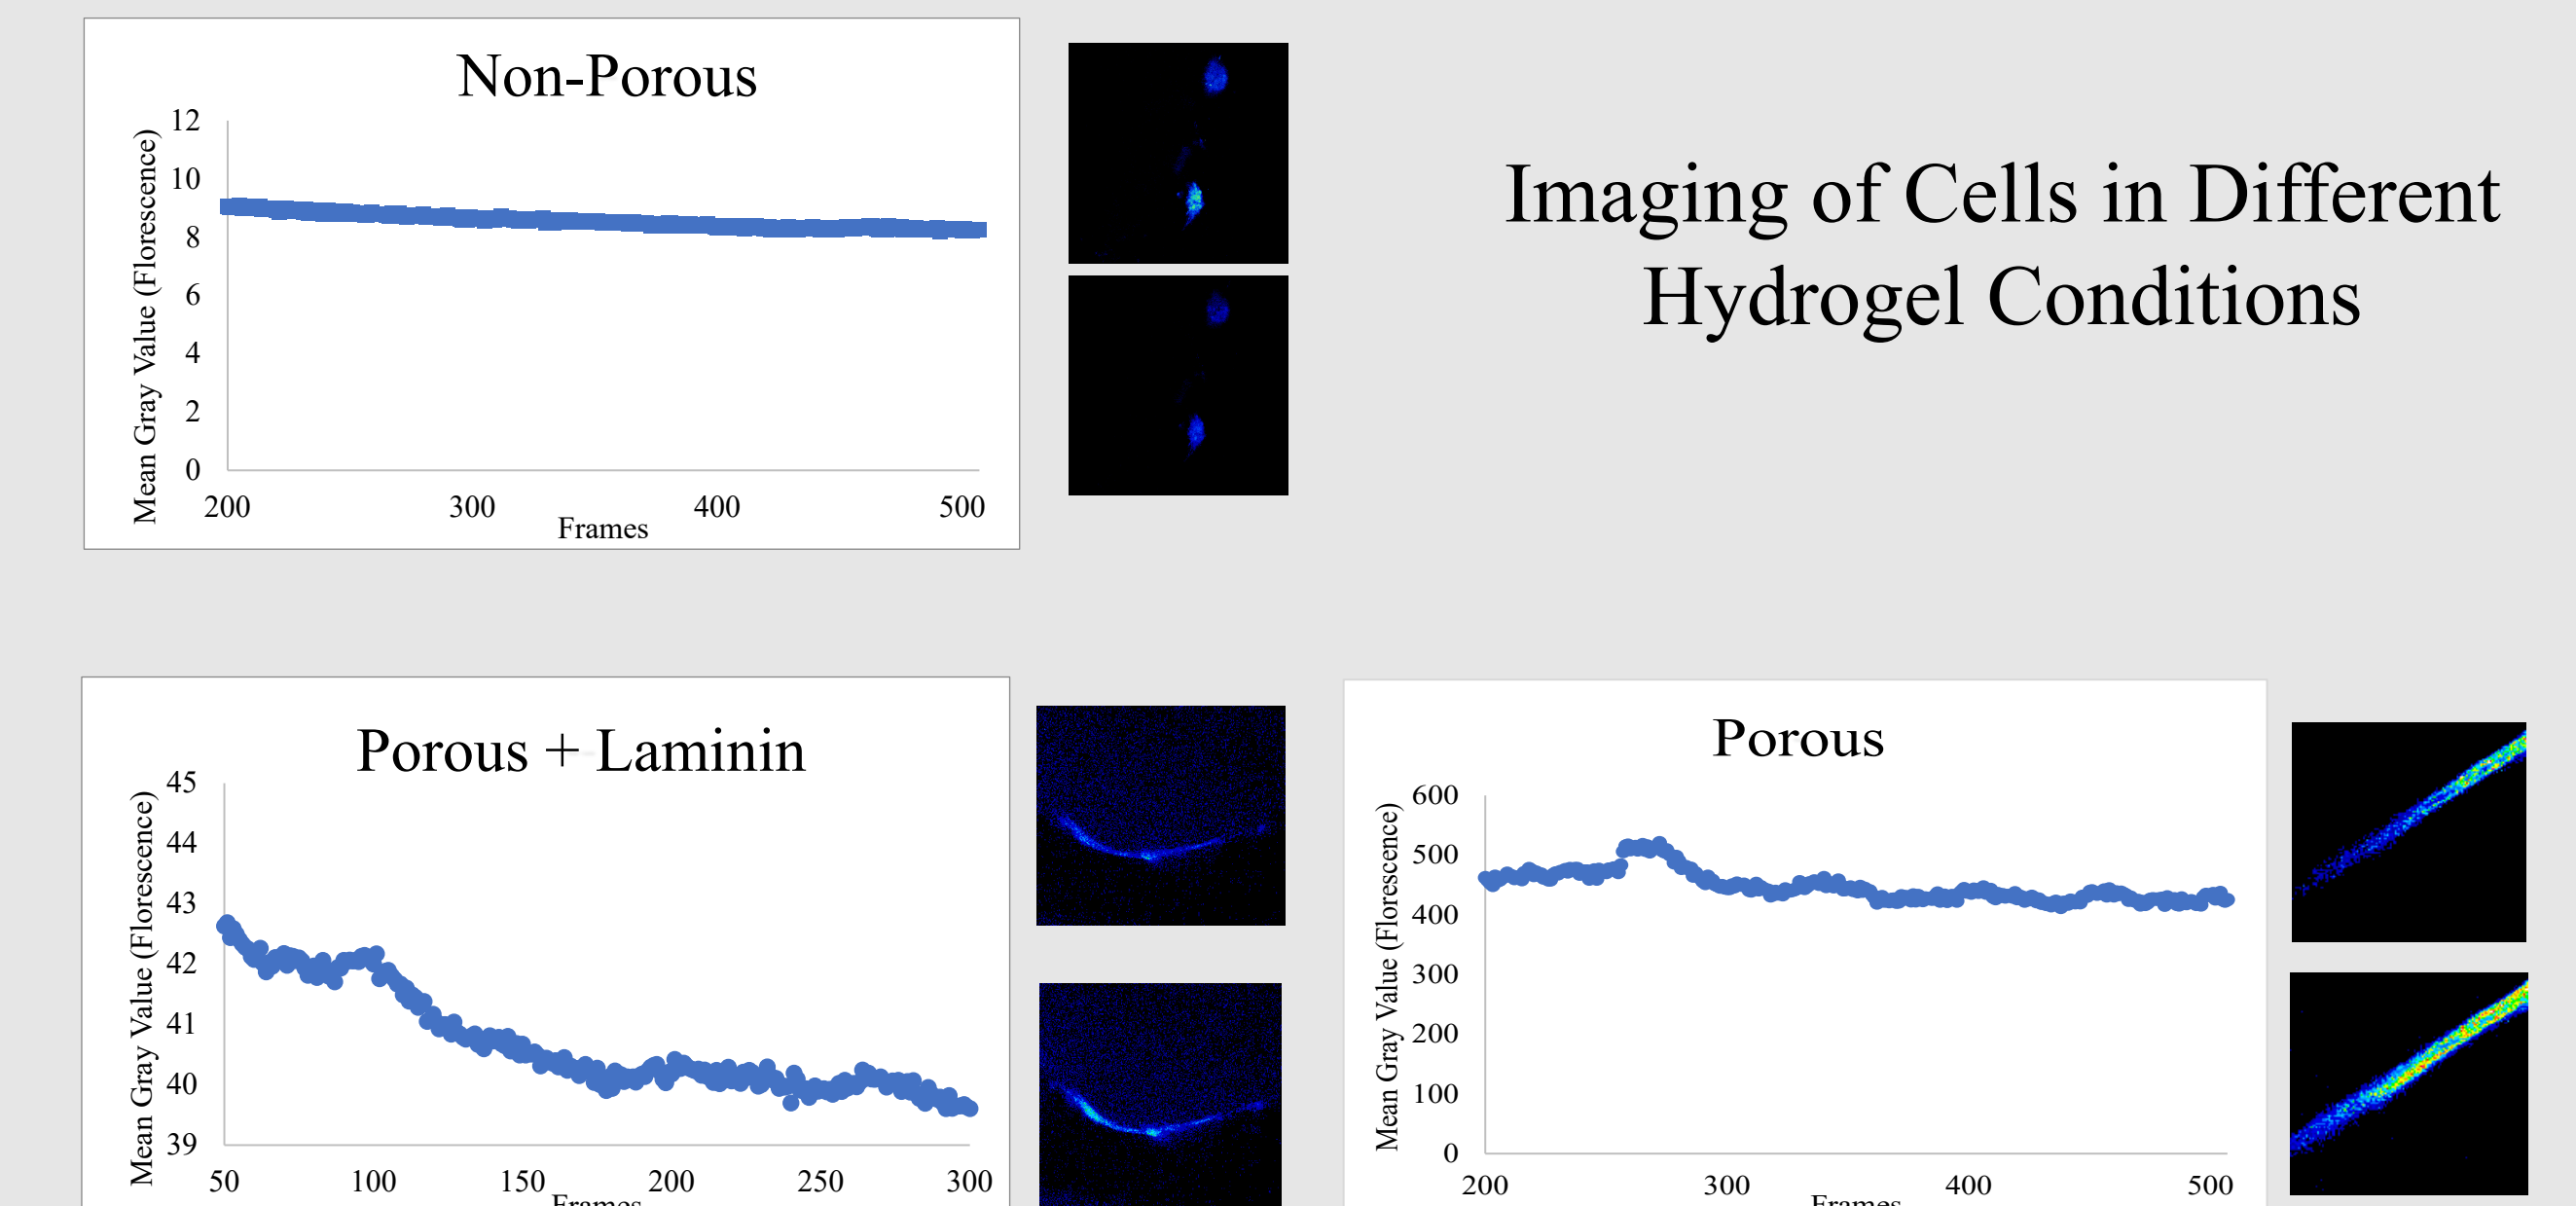 Non-Porous
Mean Gray Value (Florescence)
12
10
8
6
4
2
0
200 300 400 500
Frames
Imaging of Cells in Different
Hydrogel Conditions
Porous + Laminin
Mean Gray Value (Florescence)
45
44
43
42
41
40
39
50 100 150 200 250 300
Frames
Porous
Mean Gray Value (Florescence)
600
500
400
300
200
100
0
200 300 400 500
Frames